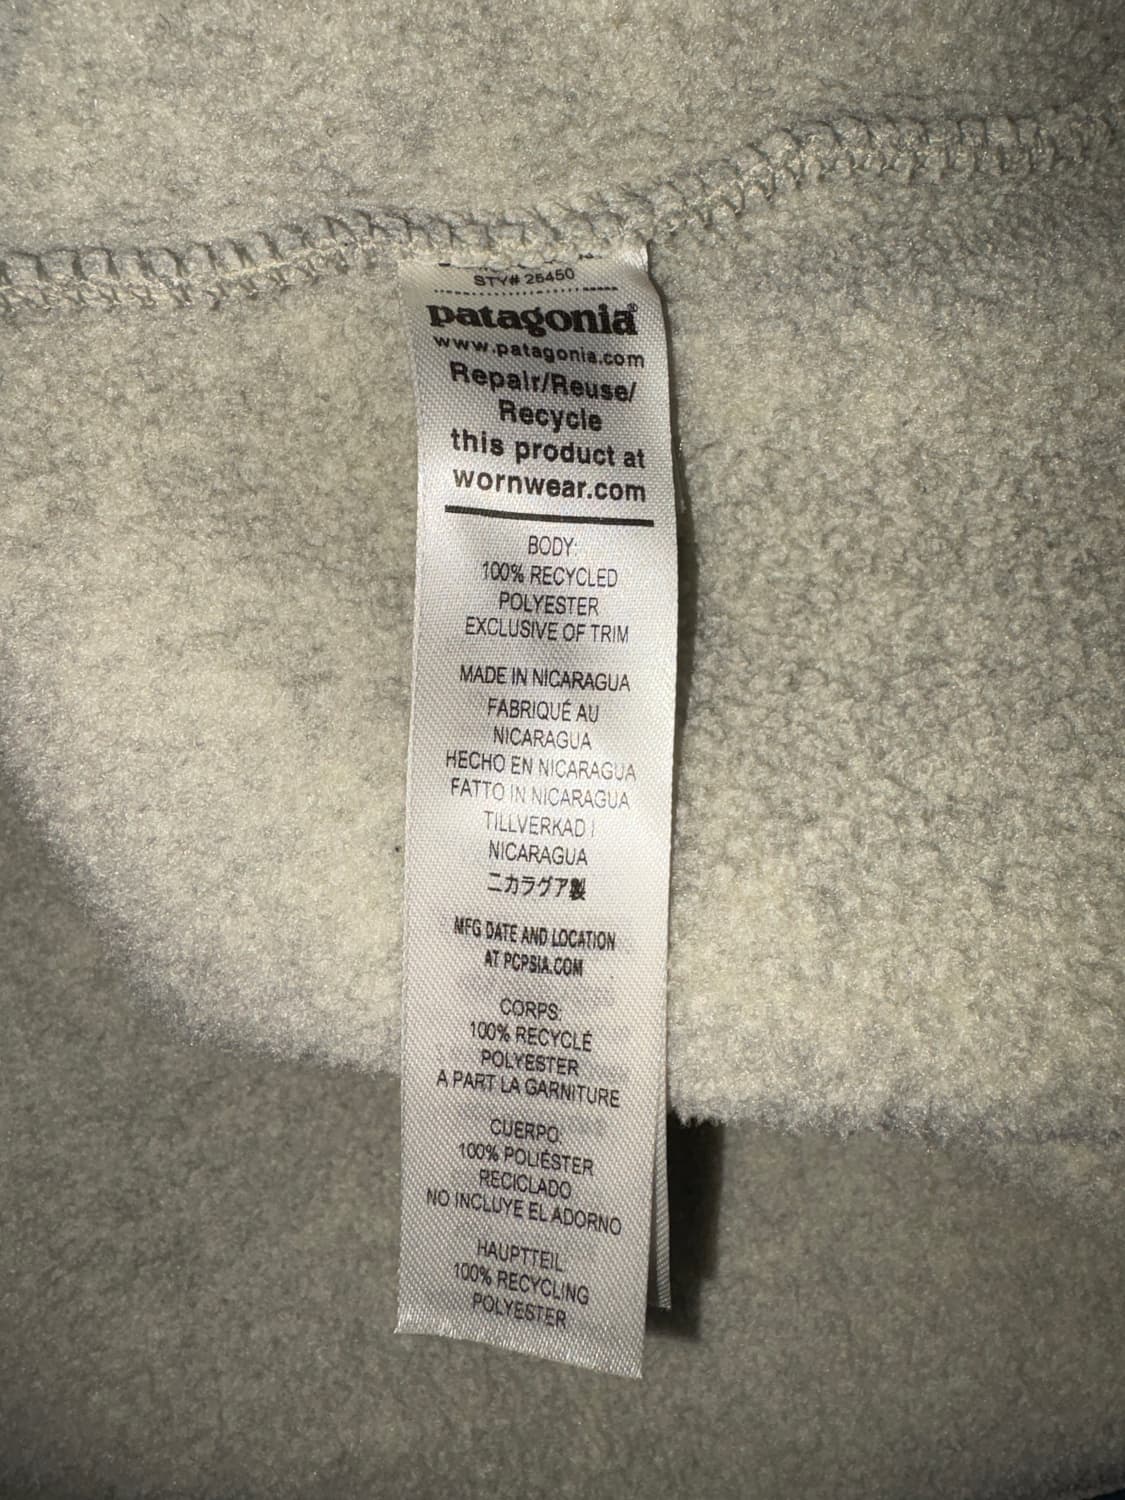 STY# 25450
patagonia®
www.patagonia.com
Repair/Reuse/
Recycle
this product at
wornwear.com
BODY:
100% RECYCLED
POLYESTER
EXCLUSIVE OF TRIM
MADE IN NICARAGUA
FABRIQUÉ AU
NICARAGUA
HECHO EN NICARAGUA
FATTO IN NICARAGUA
TILLVERKAD I
NICARAGUA
ニカラグア製
MFG DATE AND LOCATION
AT PCPSIA.COM
CORPS:
100% RECYCLÉ
POLYESTER
A PART LA GARNITURE
CUERPO:
100% POLIÉSTER
RECICLADO
NO INCLUYE EL ADORNO
HAUPTTEIL:
100% RECYCLING
POLYESTER